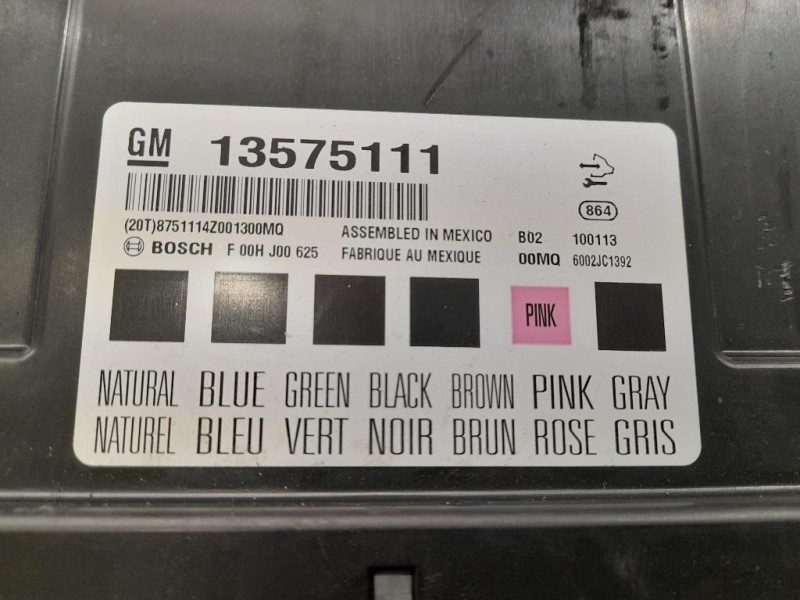 GM 13575111
(20T)8751114Z001300MQ
864
ASSEMBLED IN MEXICO B02 100113
BOSCH F 00H J00 625 FABRIQUE AU MEXIQUE 00MQ 6002JC1392
PINK
NATURAL BLUE GREEN BLACK BROWN PINK GRAY
NATUREL BLEU VERT NOIR BRUN ROSE GRIS